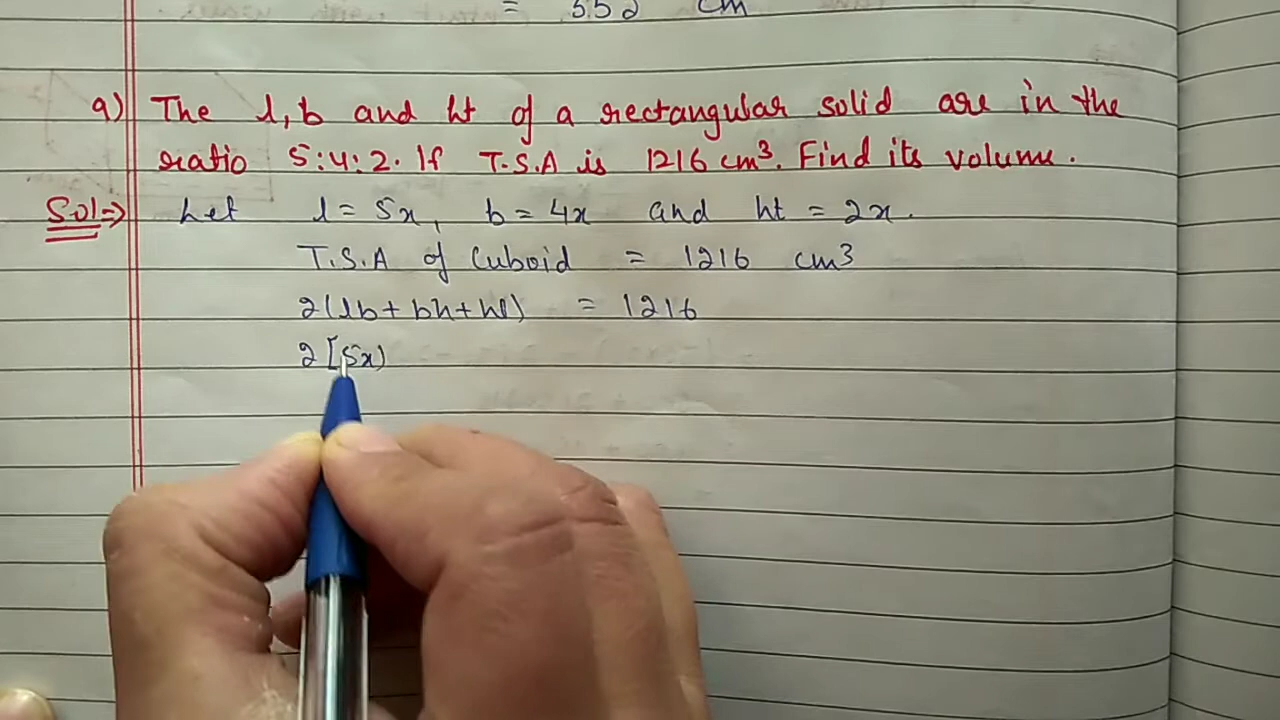 = 352 cm
9) The l, b and ht of a rectangular solid are in the
ratio 5:4:2. If T.S.A is 1216 cm³. Find its volume.
Sol⇒ Let l = 5x, b = 4x and ht = 2x.
T.S.A of Cuboid = 1216 cm³
2(lb + bh + hl) = 1216
2[5x)